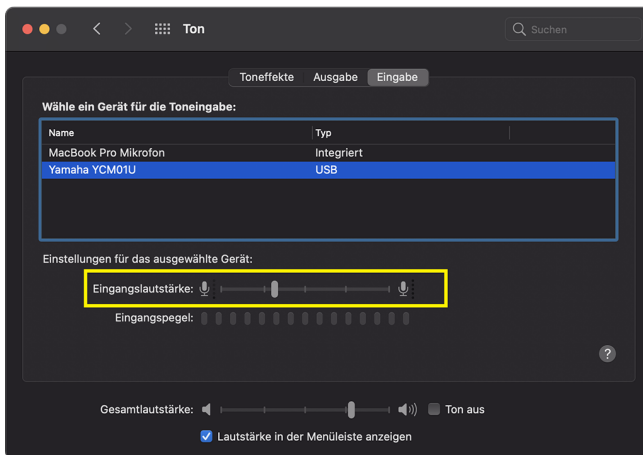 Ton
Suchen
Toneffekte Ausgabe Eingabe
Wähle ein Gerät für die Toneingabe:
Name Typ
MacBook Pro Mikrofon Integriert
Yamaha YCM01U USB
Einstellungen für das ausgewählte Gerät:
Eingangslautstärke:
Eingangspegel:
?
Gesamtlautstärke: Ton aus
Lautstärke in der Menüleiste anzeigen